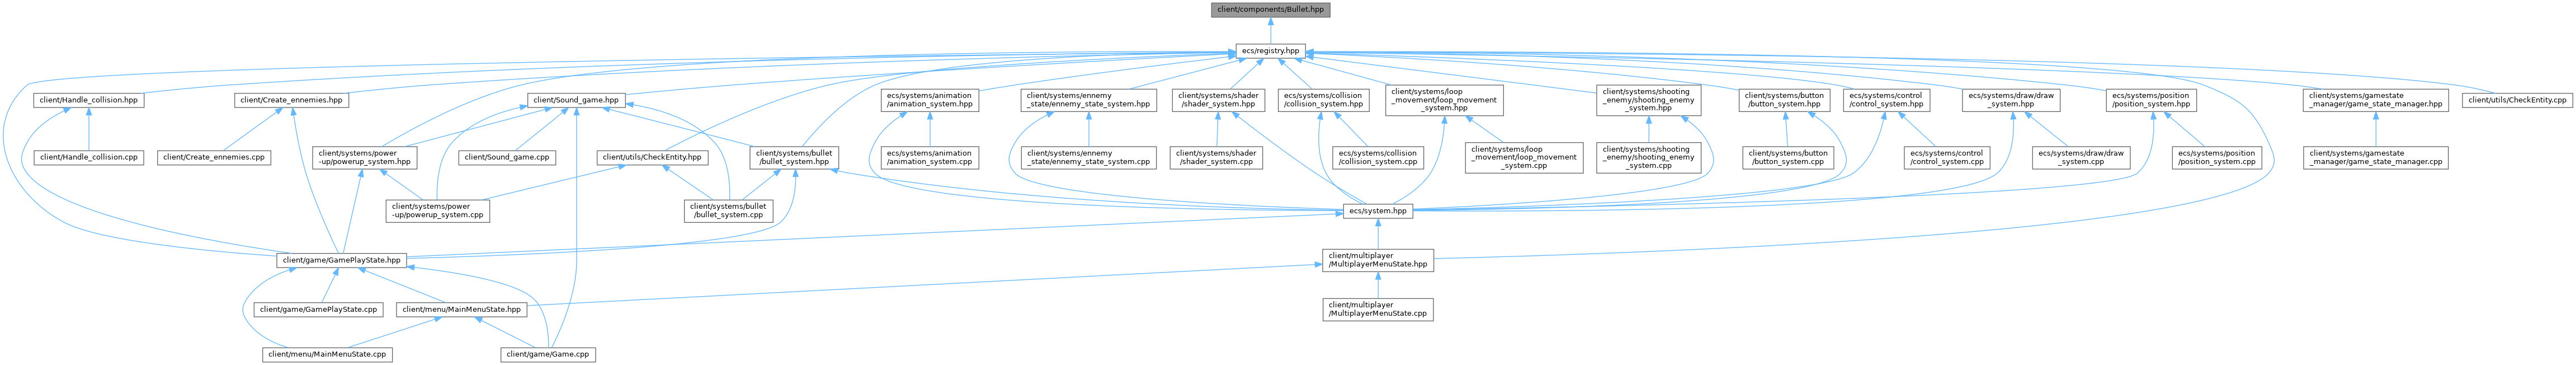 client/components/Bullet.hpp
ecs/registry.hpp
client/Handle_collision.hpp
client/Create_ennemies.hpp
client/Sound_game.hpp
ecs/systems/animation
/animation_system.hpp
client/systems/ennemy
_state/ennemy_state_system.hpp
client/systems/shader
/shader_system.hpp
ecs/systems/collision
/collision_system.hpp
client/systems/loop
_movement/loop_movement
_system.hpp
client/systems/shooting
_enemy/shooting_enemy
_system.hpp
client/systems/button
/button_system.hpp
ecs/systems/control
/control_system.hpp
ecs/systems/draw/draw
_system.hpp
ecs/systems/position
/position_system.hpp
client/systems/gamestate
_manager/game_state_manager.hpp
client/utils/CheckEntity.cpp
client/Handle_collision.cpp
client/Create_ennemies.cpp
client/systems/power
-up/powerup_system.hpp
client/Sound_game.cpp
client/utils/CheckEntity.hpp
client/systems/bullet
/bullet_system.hpp
ecs/systems/animation
/animation_system.cpp
client/systems/ennemy
_state/ennemy_state_system.cpp
client/systems/shader
/shader_system.cpp
ecs/systems/collision
/collision_system.cpp
client/systems/loop
_movement/loop_movement
_system.cpp
client/systems/shooting
_enemy/shooting_enemy
_system.cpp
client/systems/button
/button_system.cpp
ecs/systems/control
/control_system.cpp
ecs/systems/draw/draw
_system.cpp
ecs/systems/position
/position_system.cpp
client/systems/gamestate
_manager/game_state_manager.cpp
client/systems/power
-up/powerup_system.cpp
client/systems/bullet
/bullet_system.cpp
ecs/system.hpp
client/game/GamePlayState.hpp
client/multiplayer
/MultiplayerMenuState.hpp
client/game/GamePlayState.cpp
client/menu/MainMenuState.hpp
client/multiplayer
/MultiplayerMenuState.cpp
client/menu/MainMenuState.cpp
client/game/Game.cpp